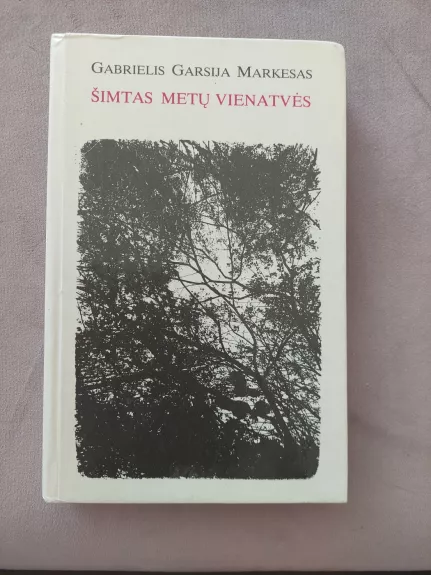 GABRIELIS GARSIJA MARKESAS
ŠIMTAS METŲ VIENATVĖS